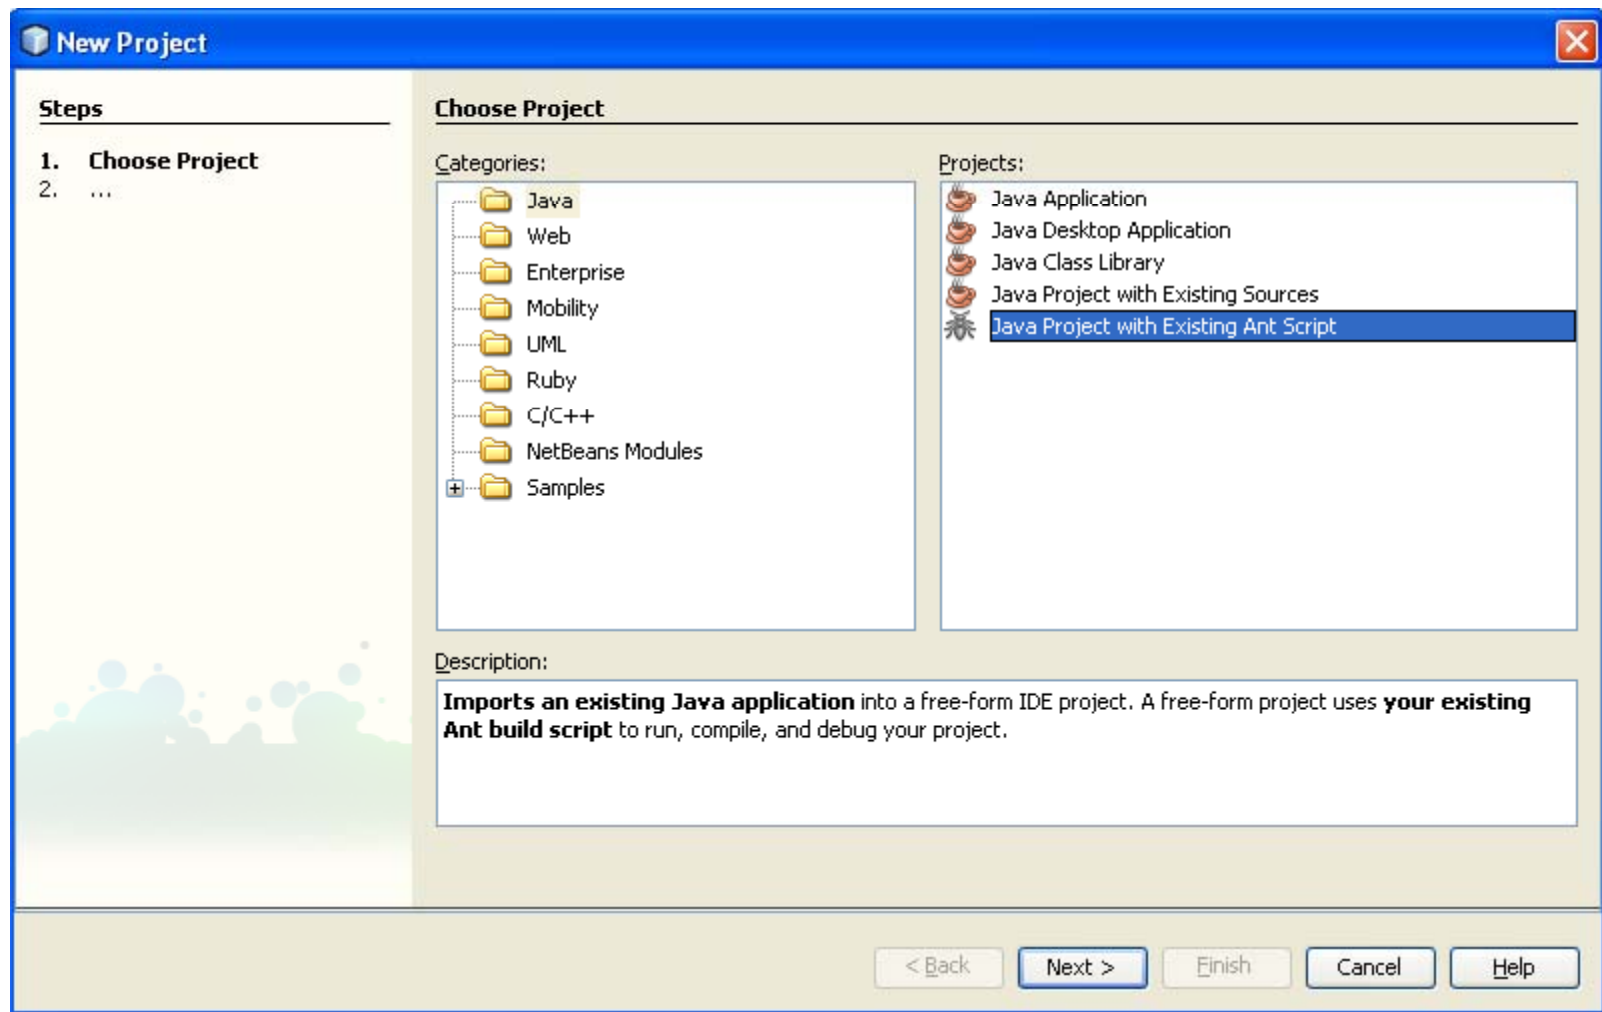 New Project
Steps
1. Choose Project
2. ...
Choose Project
Categories:
Java
Web
Enterprise
Mobility
UML
Ruby
C/C++
NetBeans Modules
Samples
Projects:
Java Application
Java Desktop Application
Java Class Library
Java Project with Existing Sources
Java Project with Existing Ant Script
Description:
Imports an existing Java application into a free-form IDE project. A free-form project uses your existing
Ant build script to run, compile, and debug your project.
< Back Next > Finish Cancel Help